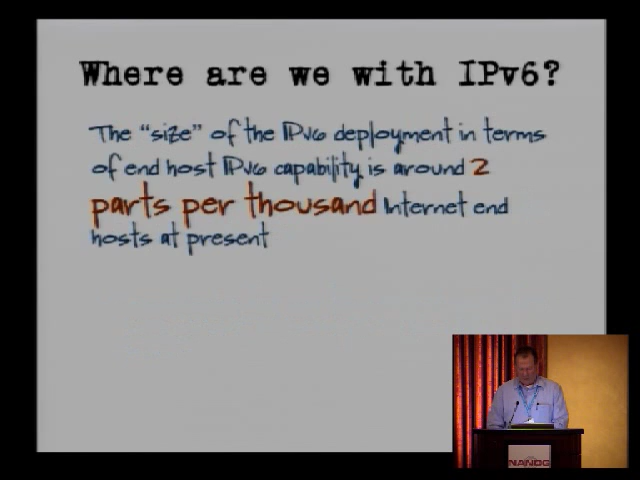 Where are we with IPv6?
The "size" of the IPv6 deployment in terms
of end host IPv6 capability is around 2
parts per thousand Internet end
hosts at present
NANOG